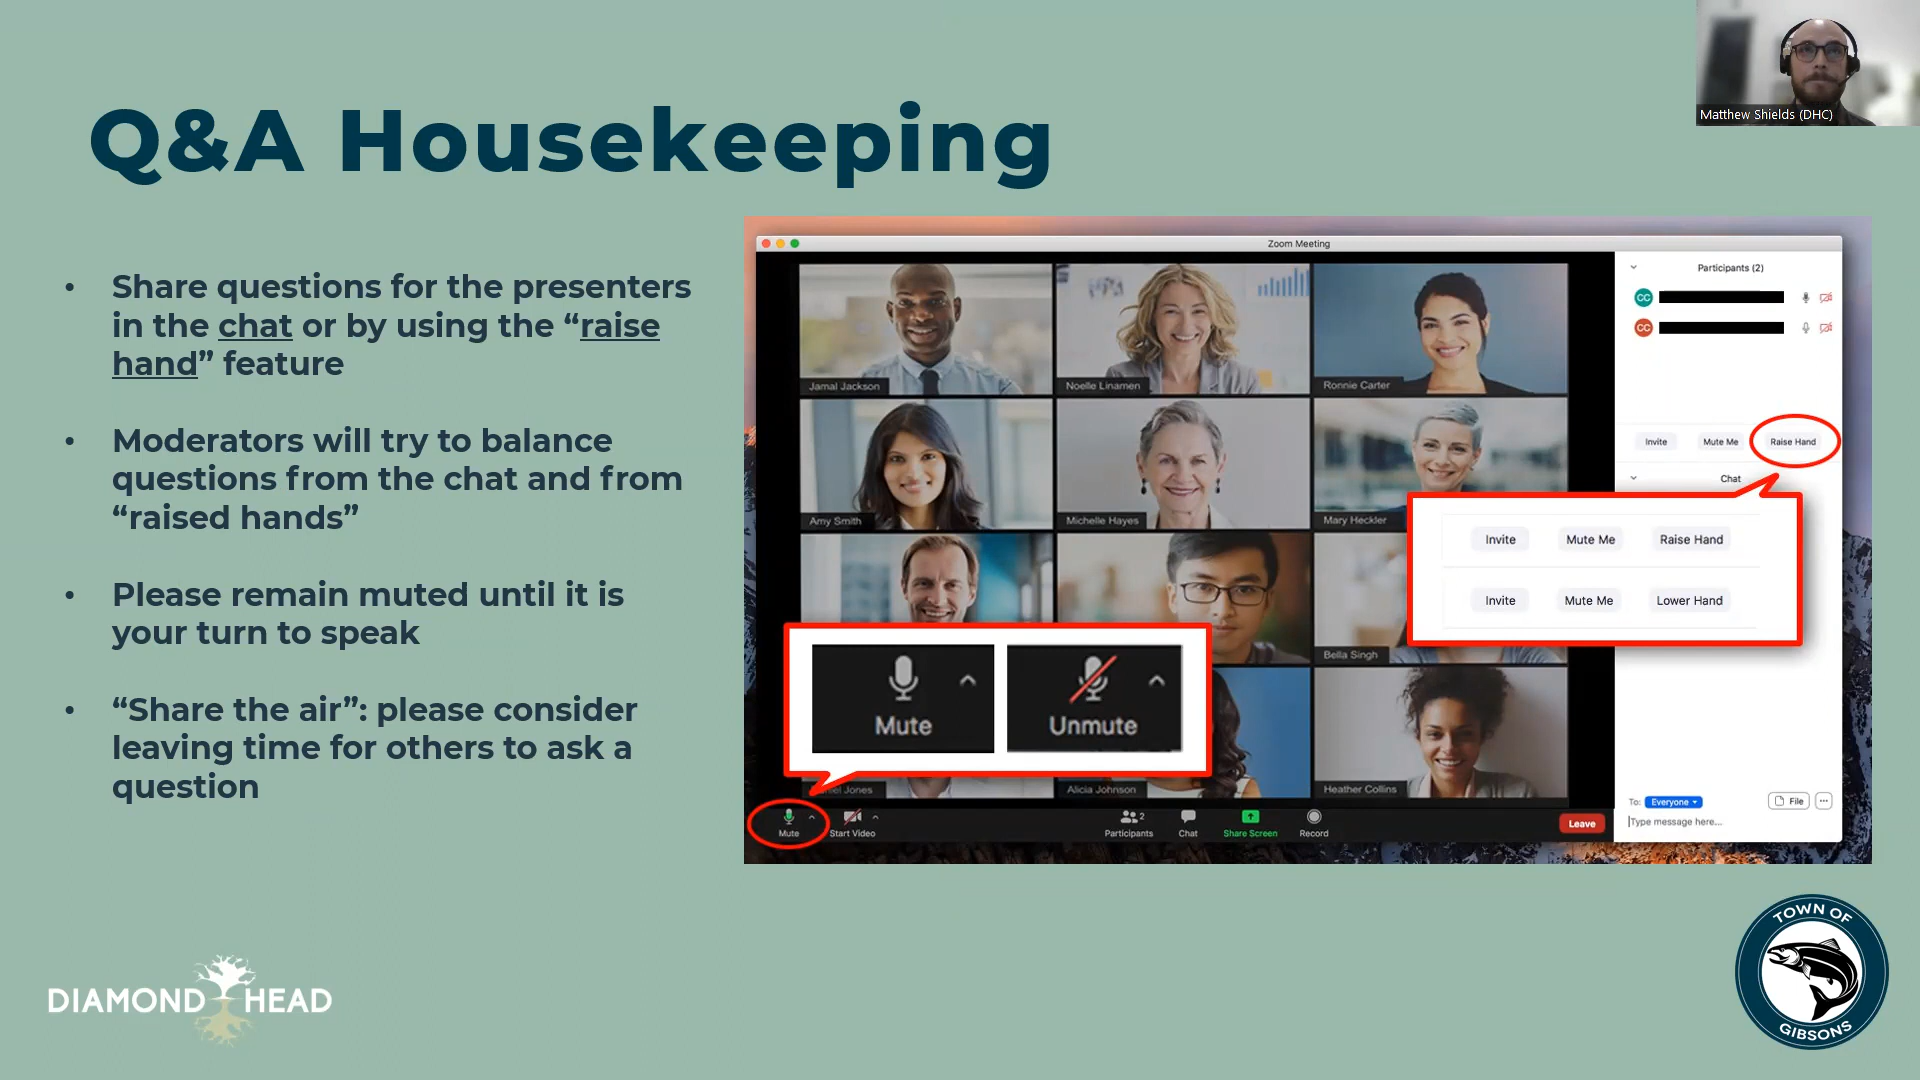 Matthew Shields (DHC)
Q&A Housekeeping
• Share questions for the presenters
in the chat or by using the “raise
hand” feature
• Moderators will try to balance
questions from the chat and from
“raised hands”
• Please remain muted until it is
your turn to speak
• “Share the air”: please consider
leaving time for others to ask a
question
Zoom Meeting
Jamal Jackson
Noelle Linamen
Ronnie Carter
Amy Smith
Michelle Hayes
Mary Heckler
Bella Singh
Jones
Alicia Johnson
Heather Collins
Participants (2)
CC
CC
Invite Mute Me Raise Hand
Chat
Invite Mute Me Raise Hand
Invite Mute Me Lower Hand
Mute Unmute
Mute Start Video Participants 2 Chat Share Screen Record Leave
To: Everyone File
Type message here...
DIAMOND HEAD
TOWN OF
GIBSONS